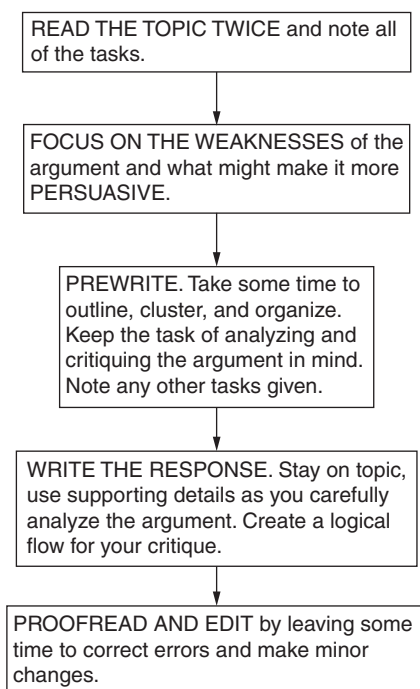 READ THE TOPIC TWICE and note all
of the tasks.
FOCUS ON THE WEAKNESSES of the
argument and what might make it more
PERSUASIVE.
PREWRITE. Take some time to
outline, cluster, and organize.
Keep the task of analyzing and
critiquing the argument in mind.
Note any other tasks given.
WRITE THE RESPONSE. Stay on topic,
use supporting details as you carefully
analyze the argument. Create a logical
flow for your critique.
PROOFREAD AND EDIT by leaving some
time to correct errors and make minor
changes.